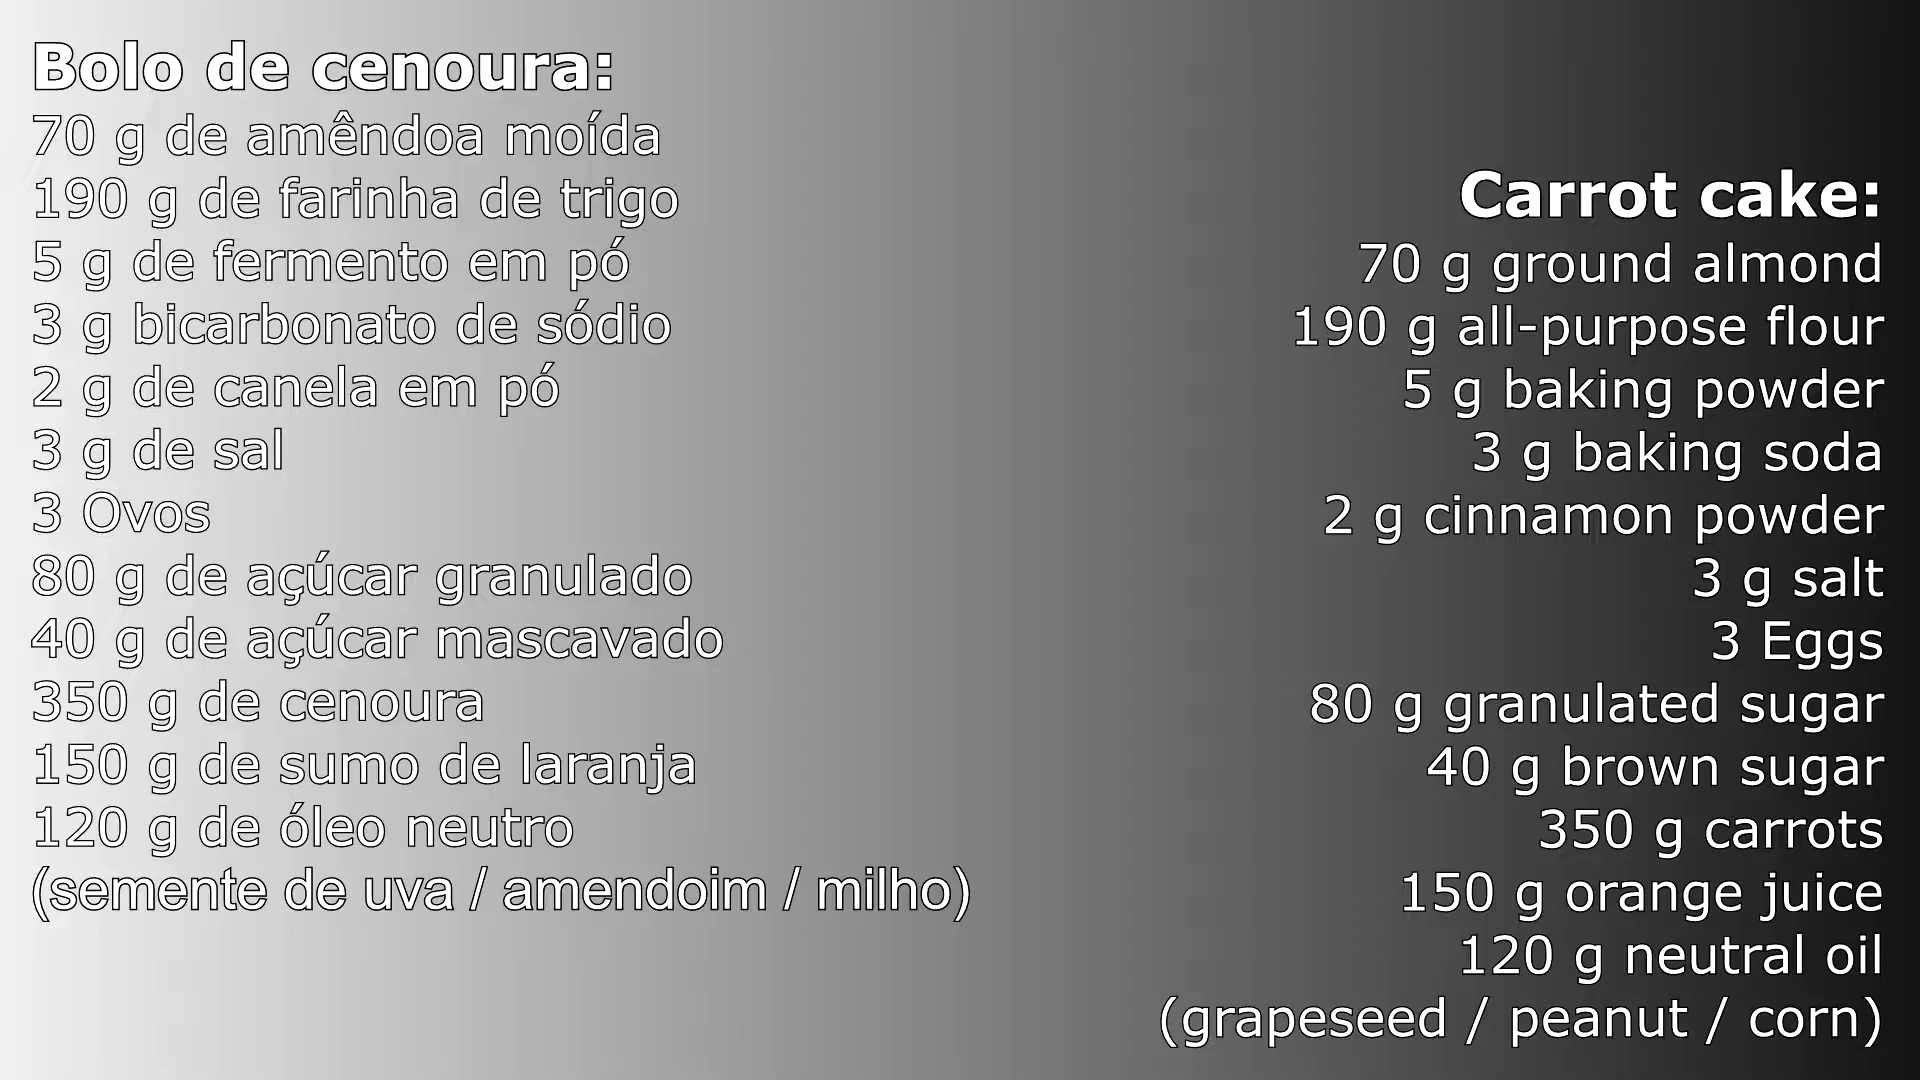 Bolo de cenoura:
70 g de amêndoa moída
190 g de farinha de trigo
5 g de fermento em pó
3 g bicarbonato de sódio
2 g de canela em pó
3 g de sal
3 Ovos
80 g de açúcar granulado
40 g de açúcar mascavado
350 g de cenoura
150 g de sumo de laranja
120 g de óleo neutro
(semente de uva / amendoim / milho)
Carrot cake:
70 g ground almond
190 g all-purpose flour
5 g baking powder
3 g baking soda
2 g cinnamon powder
3 g salt
3 Eggs
80 g granulated sugar
40 g brown sugar
350 g carrots
150 g orange juice
120 g neutral oil
(grapeseed / peanut / corn)